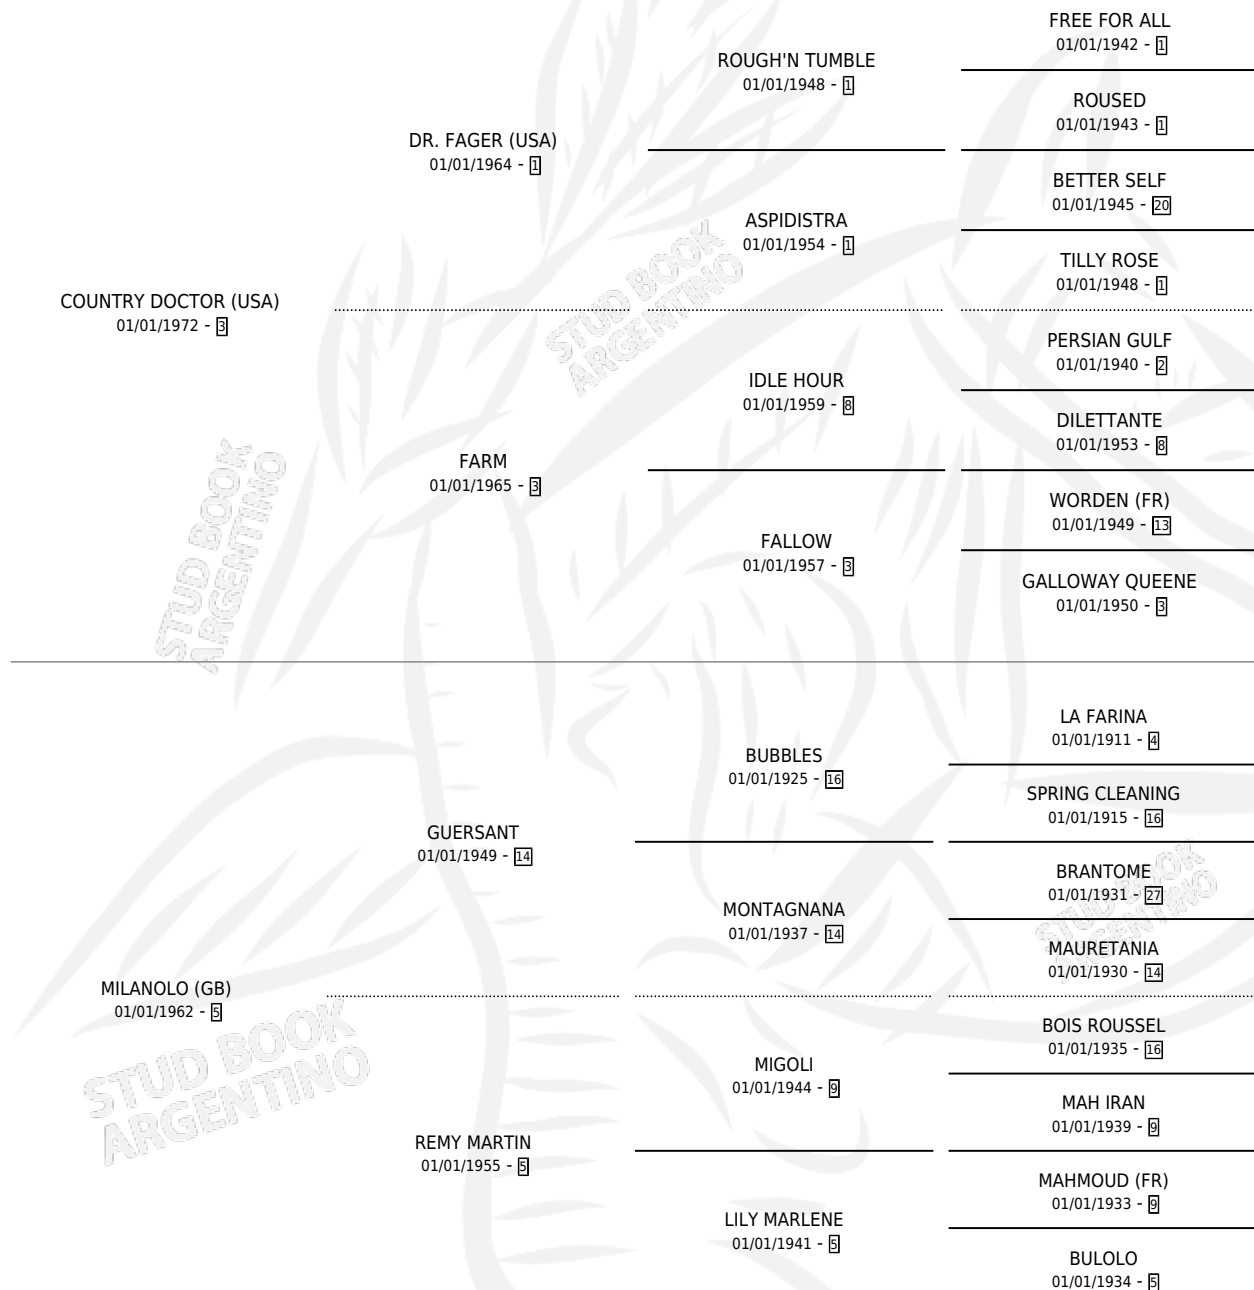 FREE FOR ALL
01/01/1942 - 1
ROUGH'N TUMBLE
01/01/1948 - 1
ROUSED
01/01/1943 - 1
DR. FAGER (USA)
01/01/1964 - 1
BETTER SELF
01/01/1945 - 20
ASPIDISTRA
01/01/1954 - 1
TILLY ROSE
01/01/1948 - 1
COUNTRY DOCTOR (USA)
01/01/1972 - 3
PERSIAN GULF
01/01/1940 - 2
IDLE HOUR
01/01/1959 - 8
DILETTANTE
01/01/1953 - 8
FARM
01/01/1965 - 3
WORDEN (FR)
01/01/1949 - 13
FALLOW
01/01/1957 - 3
GALLOWAY QUEENE
01/01/1950 - 3
LA FARINA
01/01/1911 - 4
BUBBLES
01/01/1925 - 16
SPRING CLEANING
01/01/1915 - 16
GUERSANT
01/01/1949 - 14
BRANTOME
01/01/1931 - 27
MONTAGNANA
01/01/1937 - 14
MAURETANIA
01/01/1930 - 14
MILANOLO (GB)
01/01/1962 - 5
BOIS ROUSSEL
01/01/1935 - 16
MIGOLI
01/01/1944 - 9
MAH IRAN
01/01/1939 - 9
REMY MARTIN
01/01/1955 - 5
MAHMOUD (FR)
01/01/1933 - 9
LILY MARLENE
01/01/1941 - 5
BULOLO
01/01/1934 - 5
STUD BOOK
ARGENTINO
STUD BOOK
ARGENTINO
STUD BOOK
ARGENTINO
STUD BOOK
ARGENTINO